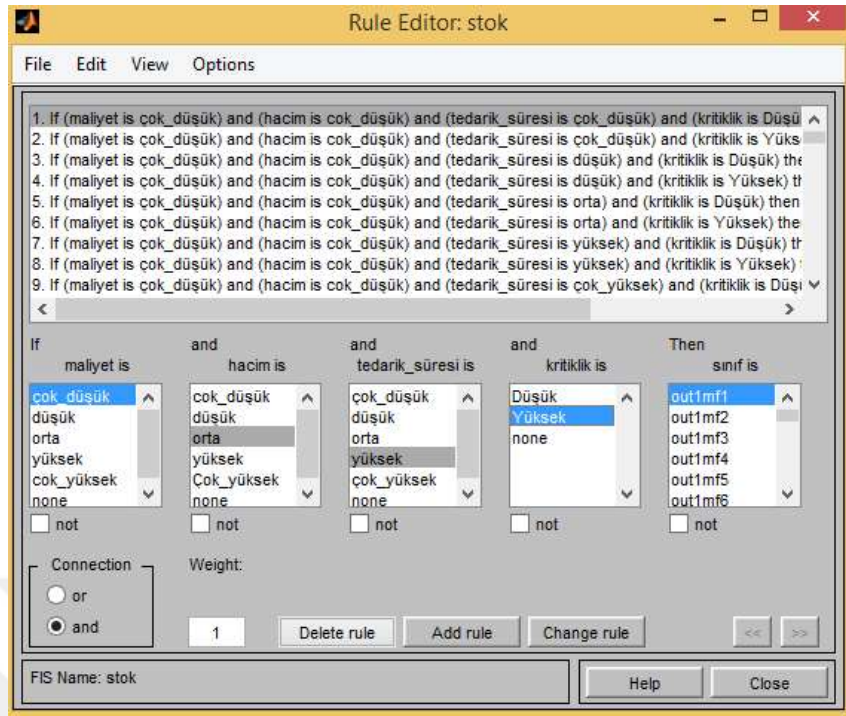 Rule Editor: stok
File Edit View Options
1. If (maliyet is çok_düşük) and (hacim is cok_düşük) and (tedarik_süresi is çok_düşük) and (kritiklik is Düşü
2. If (maliyet is çok_düşük) and (hacim is cok_düşük) and (tedarik_süresi is çok_düşük) and (kritiklik is Yüks
3. If (maliyet is çok_düşük) and (hacim is cok_düşük) and (tedarik_süresi is düşük) and (kritiklik is Düşük) the
4. If (maliyet is çok_düşük) and (hacim is cok_düşük) and (tedarik_süresi is düşük) and (kritiklik is Yüksek) th
5. If (maliyet is çok_düşük) and (hacim is cok_düşük) and (tedarik_süresi is orta) and (kritiklik is Düşük) then
6. If (maliyet is çok_düşük) and (hacim is cok_düşük) and (tedarik_süresi is orta) and (kritiklik is Yüksek) the
7. If (maliyet is çok_düşük) and (hacim is cok_düşük) and (tedarik_süresi is yüksek) and (kritiklik is Düşük) th
8. If (maliyet is çok_düşük) and (hacim is cok_düşük) and (tedarik_süresi is yüksek) and (kritiklik is Yüksek)
9. If (maliyet is çok_düşük) and (hacim is cok_düşük) and (tedarik_süresi is çok_yüksek) and (kritiklik is Düşü
If and and and Then
maliyet is hacim is tedarik_süresi is kritiklik is sınıf is
çok_düşük cok_düşük çok_düşük Düşük out1mf1
düşük düşük düşük Yüksek out1mf2
orta orta orta none out1mf3
yüksek yüksek yüksek out1mf4
cok_yüksek Çok_yüksek çok_yüksek out1mf5
none none none out1mf6
not not not not not
Connection Weight:
or
and 1 Delete rule Add rule Change rule << >>
FIS Name: stok Help Close